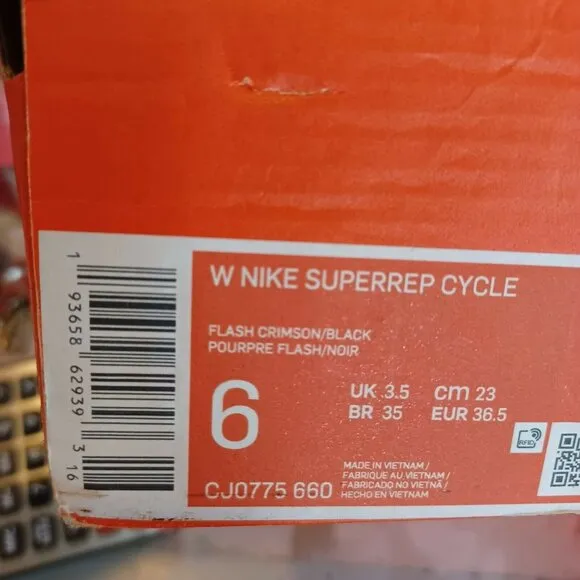 W NIKE SUPERREP CYCLE
FLASH CRIMSON/BLACK
POURPRE FLASH/NOIR
6
UK 3.5 cm 23
BR 35 EUR 36.5
RFID
CJ0775 660
MADE IN VIETNAM /
FABRIQUE AU VIETNAM /
FABRICADO NO VIETNÃ /
HECHO EN VIETNAM
1 93658 62939 3 16